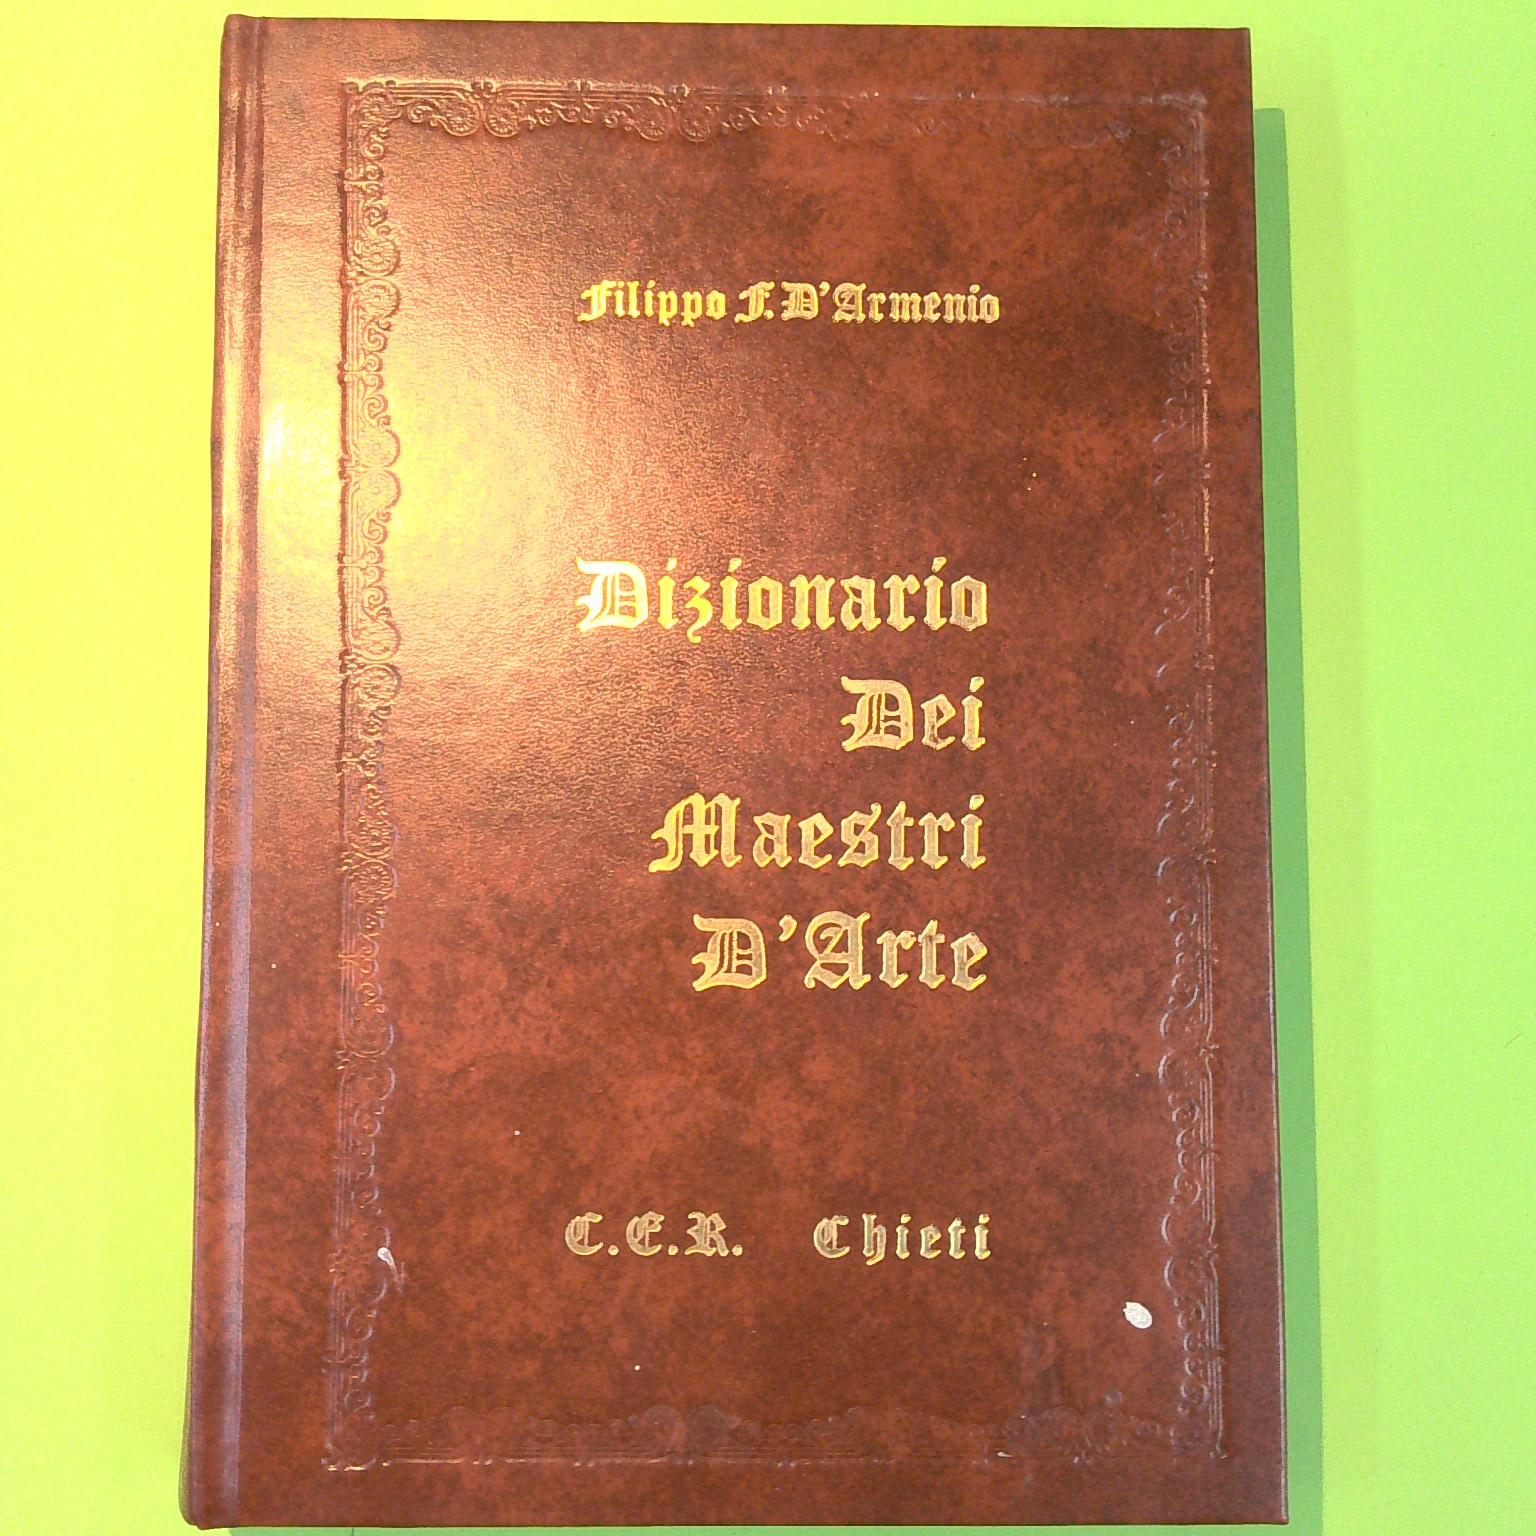 Filippo F. D'Armenio
Dizionario
Dei
Maestri
D'Arte
C.E.R. Chieti